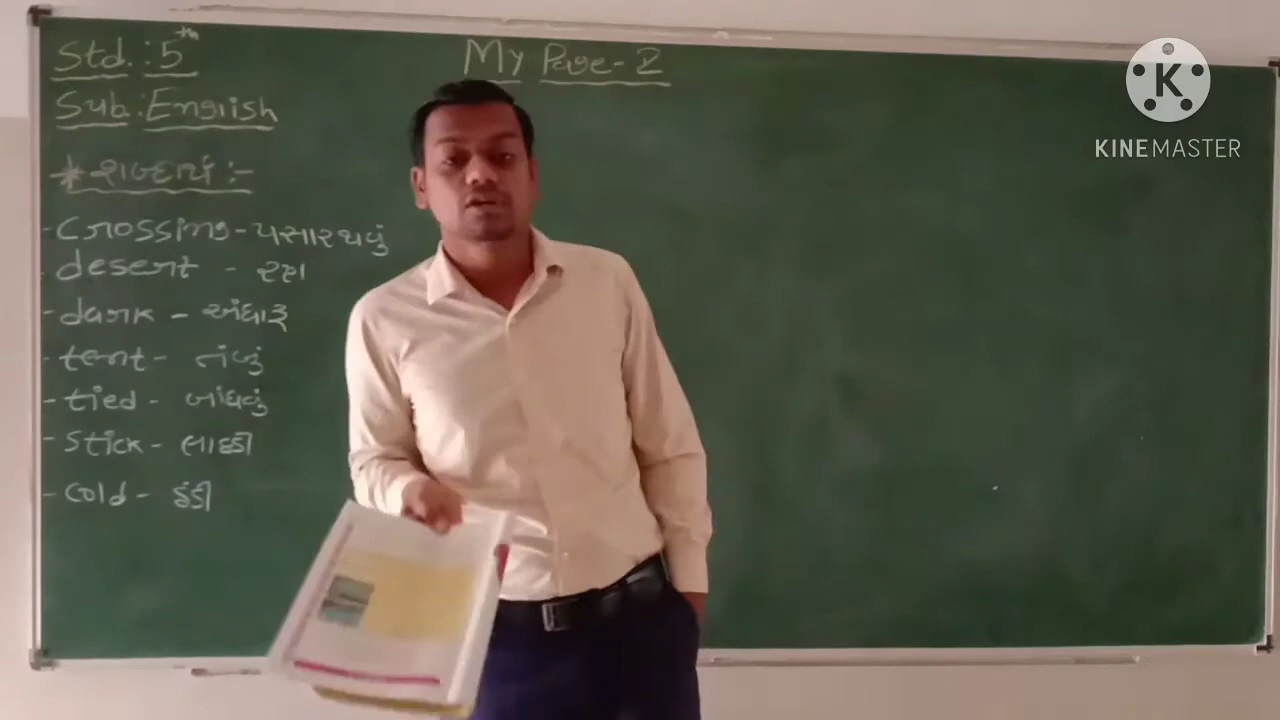 Std.:5th
My Page-2
Sub.:English
* શબ્દાર્થ :-
- Crossing - પસાર થવું
- desert - રણ
- dark - અંધારૂ
- tent - તંબું
- tied - બાંધવું
- Stick - લાકડી
- Cold - ઠંડી
K
KINEMASTER